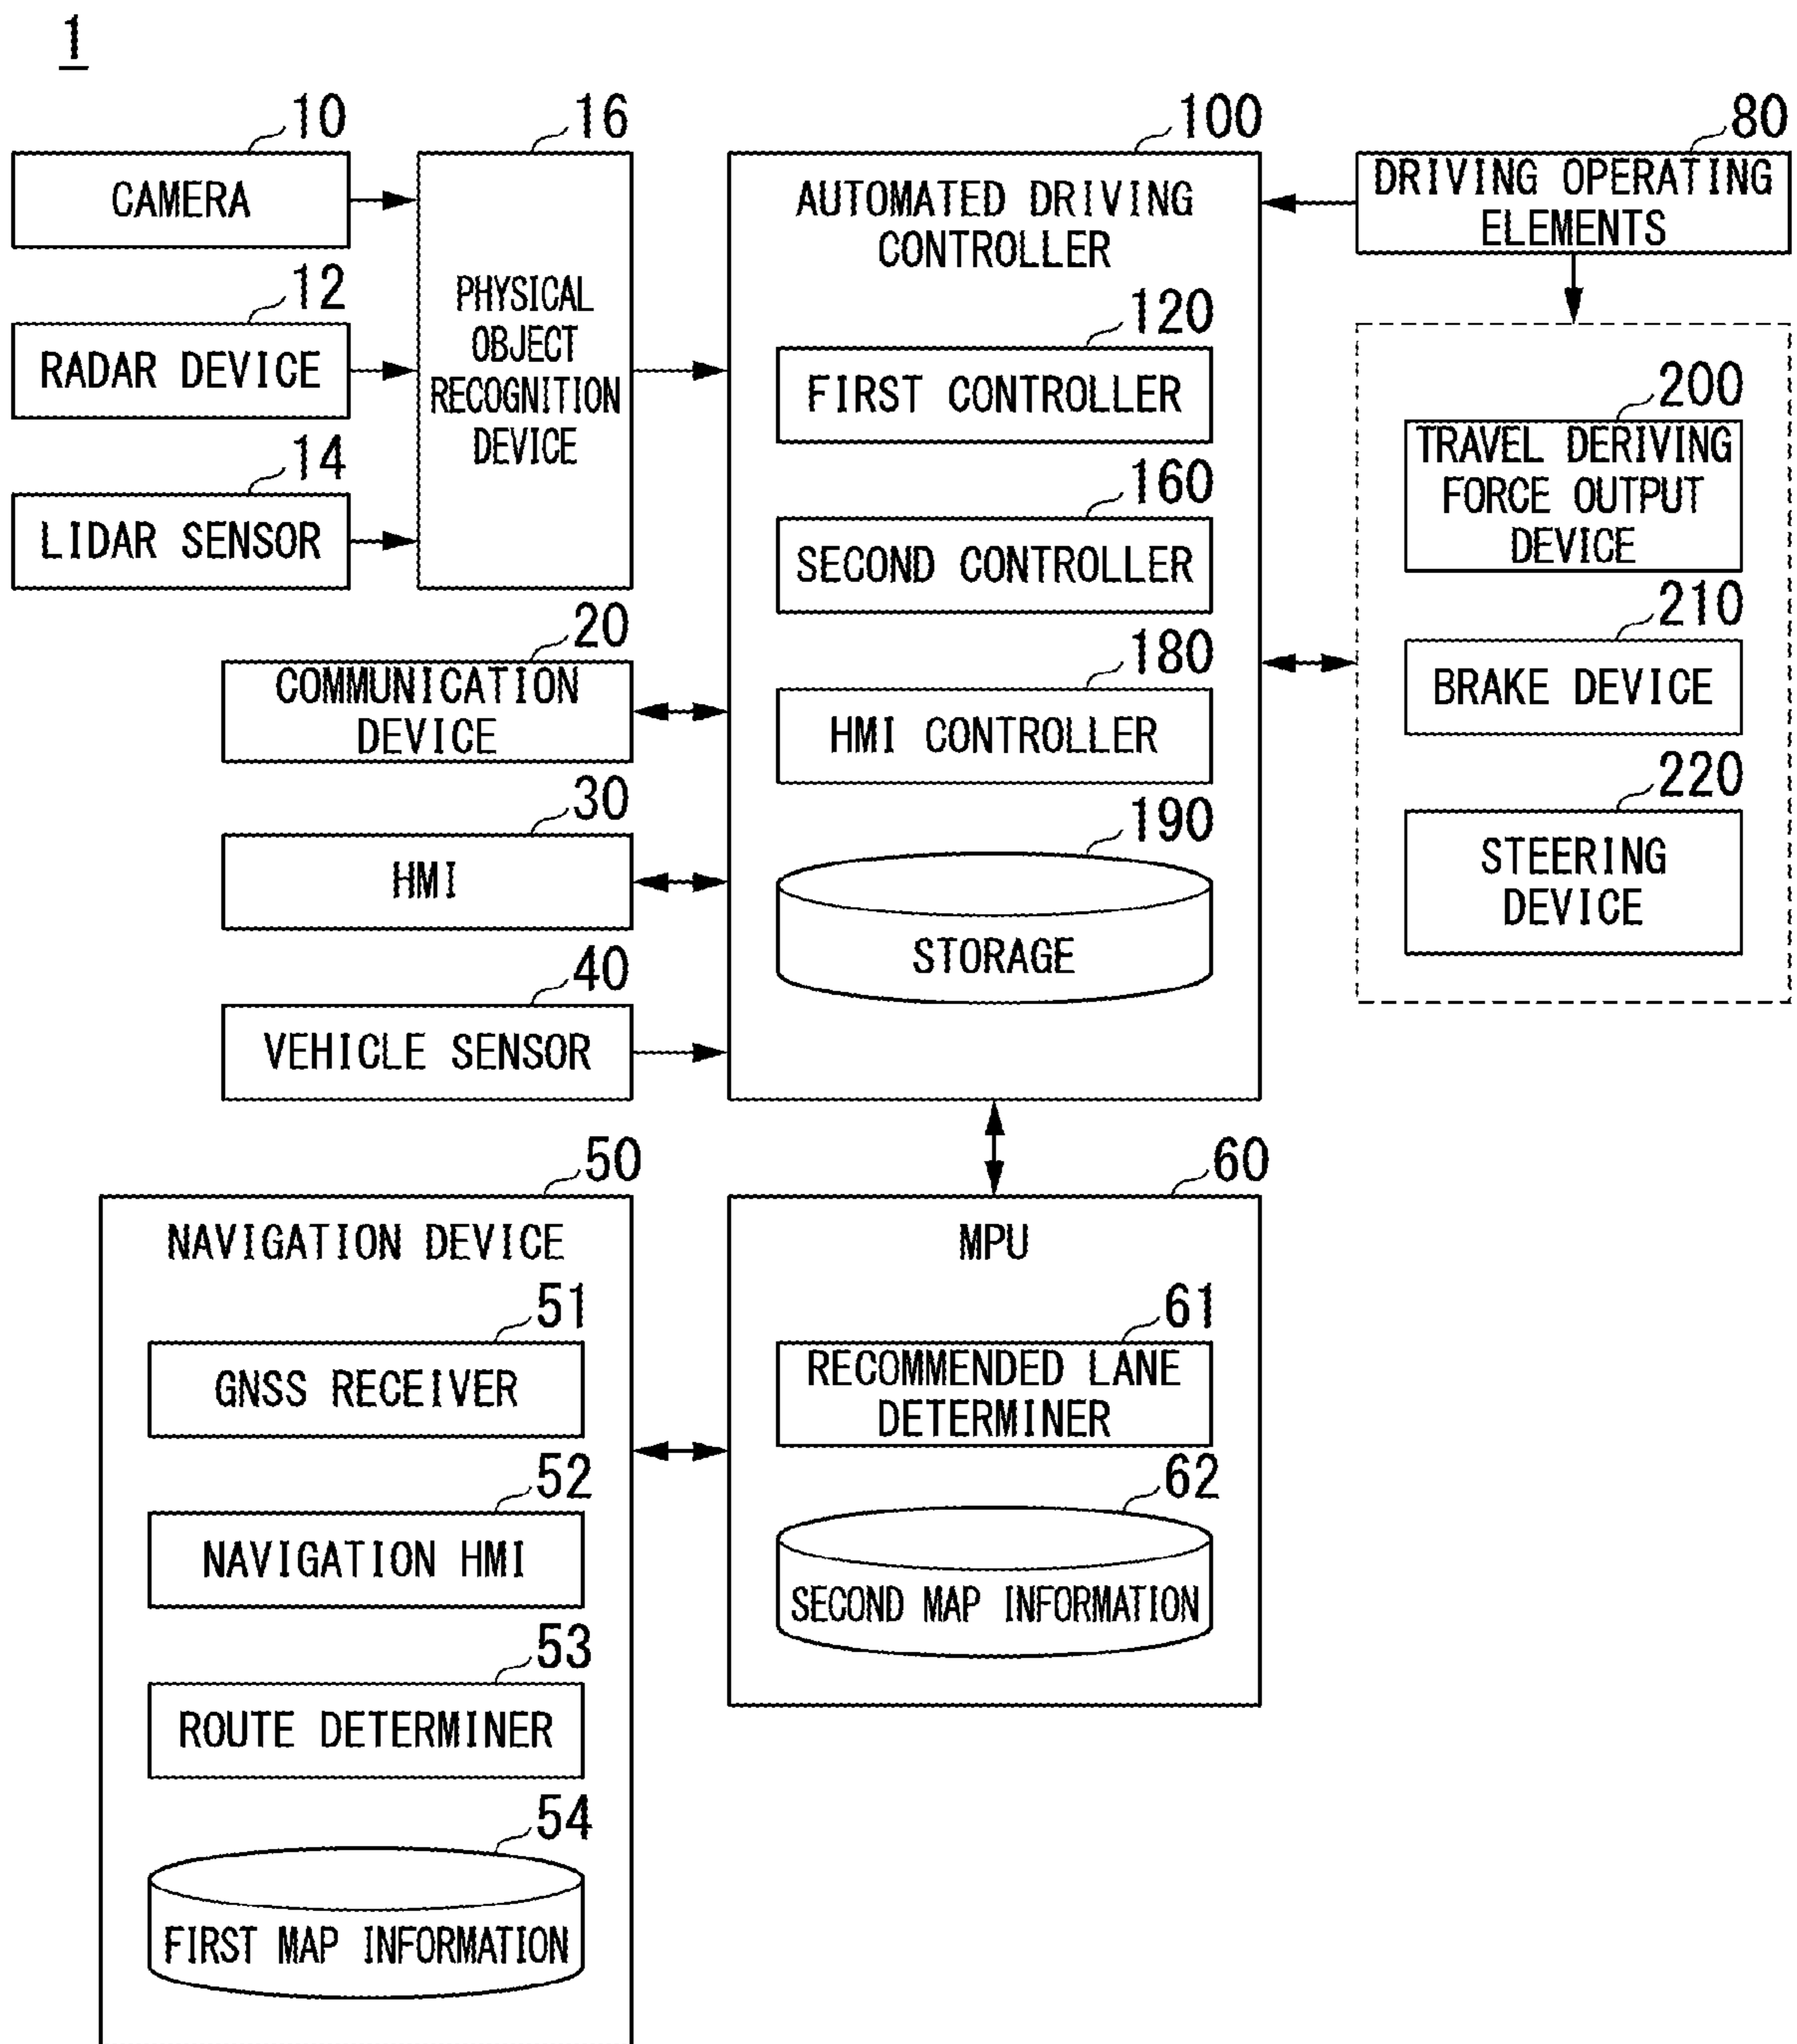 1
10
CAMERA
12
RADAR DEVICE
14
LIDAR SENSOR
16
PHYSICAL
OBJECT
RECOGNITION
DEVICE
20
COMMUNICATION
DEVICE
30
HMI
40
VEHICLE SENSOR
100
AUTOMATED DRIVING
CONTROLLER
120
FIRST CONTROLLER
160
SECOND CONTROLLER
180
HMI CONTROLLER
190
STORAGE
80
DRIVING OPERATING
ELEMENTS
200
TRAVEL DERIVING
FORCE OUTPUT
DEVICE
210
BRAKE DEVICE
220
STEERING
DEVICE
50
NAVIGATION DEVICE
51
GNSS RECEIVER
52
NAVIGATION HMI
53
ROUTE DETERMINER
54
FIRST MAP INFORMATION
60
MPU
61
RECOMMENDED LANE
DETERMINER
62
SECOND MAP INFORMATION